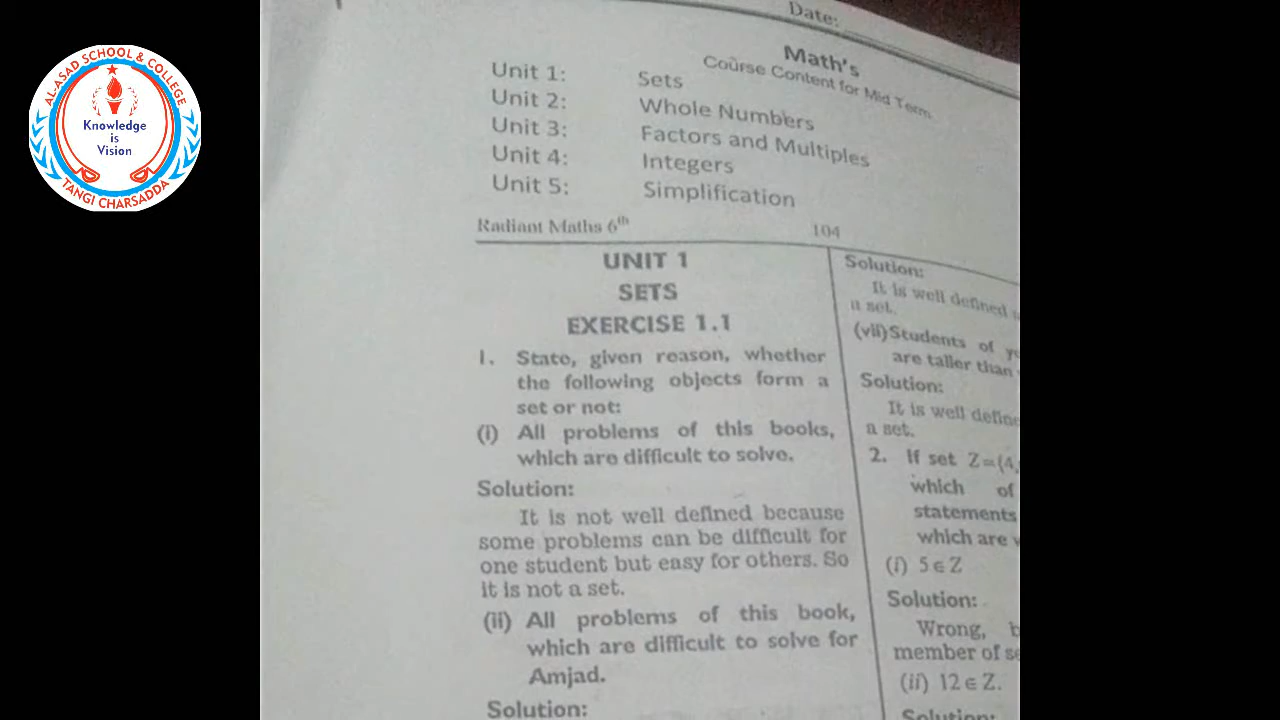 AL-ASAD SCHOOL & COLLEGE
Knowledge
is
Vision
TANGI CHARSADDA
Date:
Math's
Course Content for Mid Term
Unit 1: Sets
Unit 2: Whole Numbers
Unit 3: Factors and Multiples
Unit 4: Integers
Unit 5: Simplification
Radiant Maths 6th 104
UNIT 1
SETS
EXERCISE 1.1
1. State, given reason, whether
the following objects form a
set or not:
(i) All problems of this books,
which are difficult to solve.
Solution:
It is not well defined because
some problems can be difficult for
one student but easy for others. So
it is not a set.
(ii) All problems of this book,
which are difficult to solve for
Amjad.
Solution:
Solution:
It is well defined
a set.
(vii) Students of
are taller than
Solution:
It is well
a set.
2. If set Z=(4,
which of
statements
which are
(i) 5 ∈ Z
Solution:
Wrong,
member of
(ii) 12 ∈ Z.
Solution: